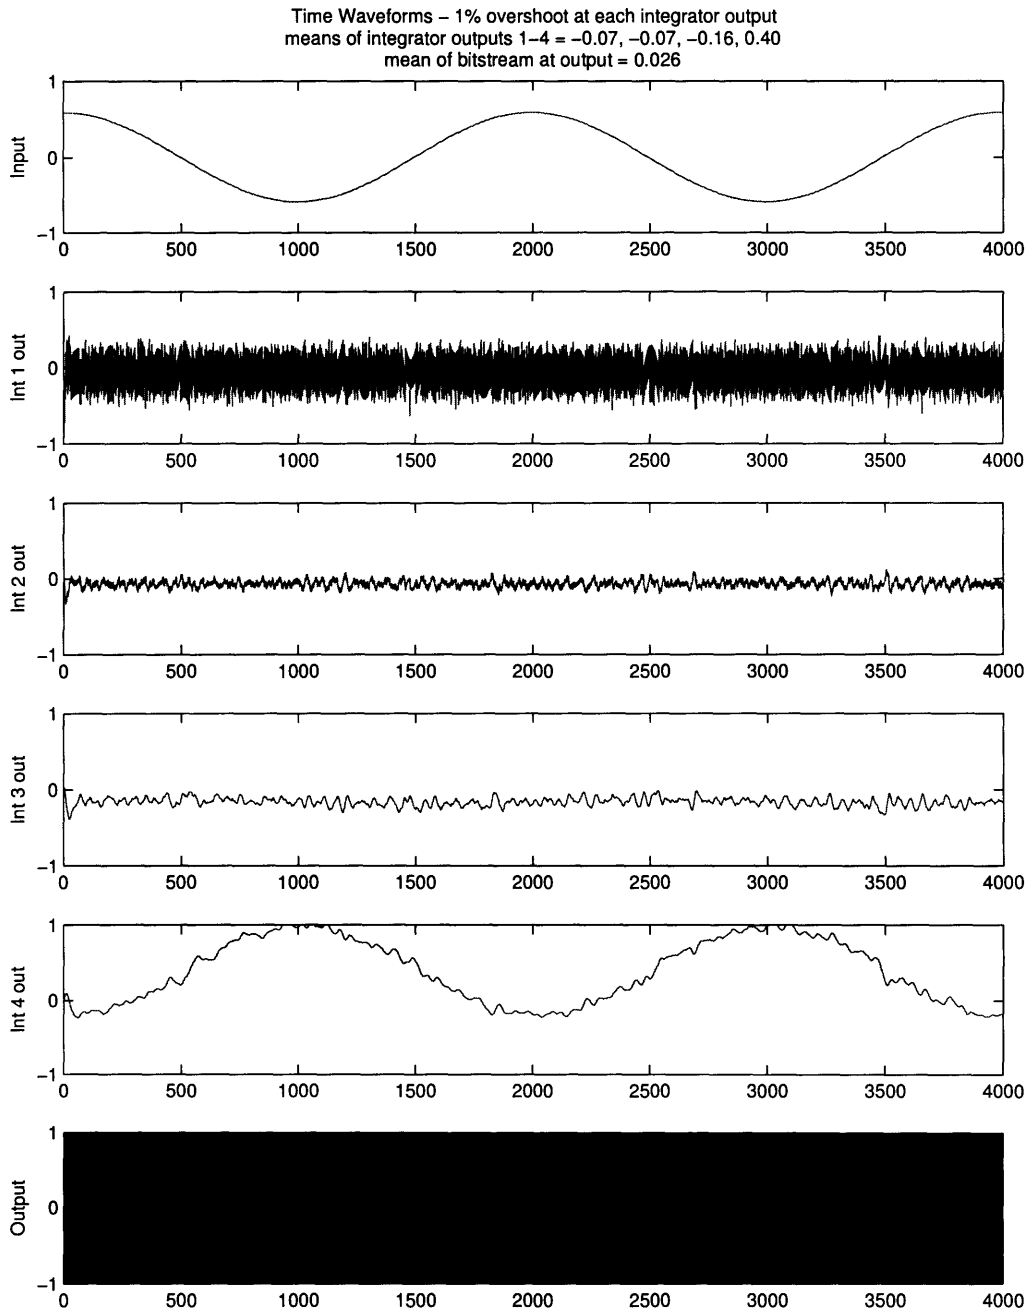 Time Waveforms – 1% overshoot at each integrator output
means of integrator outputs 1–4 = –0.07, –0.07, –0.16, 0.40
mean of bitstream at output = 0.026
1
0
–1
Input
0 500 1000 1500 2000 2500 3000 3500 4000
1
0
–1
Int 1 out
0 500 1000 1500 2000 2500 3000 3500 4000
1
0
–1
Int 2 out
0 500 1000 1500 2000 2500 3000 3500 4000
1
0
–1
Int 3 out
0 500 1000 1500 2000 2500 3000 3500 4000
1
0
–1
Int 4 out
0 500 1000 1500 2000 2500 3000 3500 4000
1
0
–1
Output
0 500 1000 1500 2000 2500 3000 3500 4000